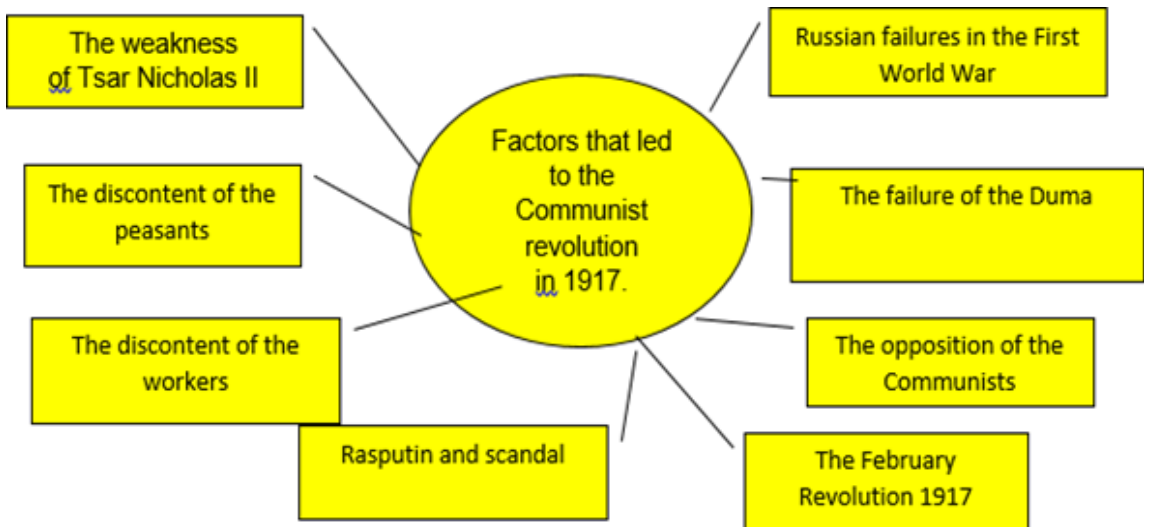 The weakness
of Tsar Nicholas II
Russian failures in the First
World War
Factors that led
to the
Communist
revolution
in 1917.
The discontent of the
peasants
The failure of the Duma
The discontent of the
workers
The opposition of the
Communists
Rasputin and scandal
The February
Revolution 1917